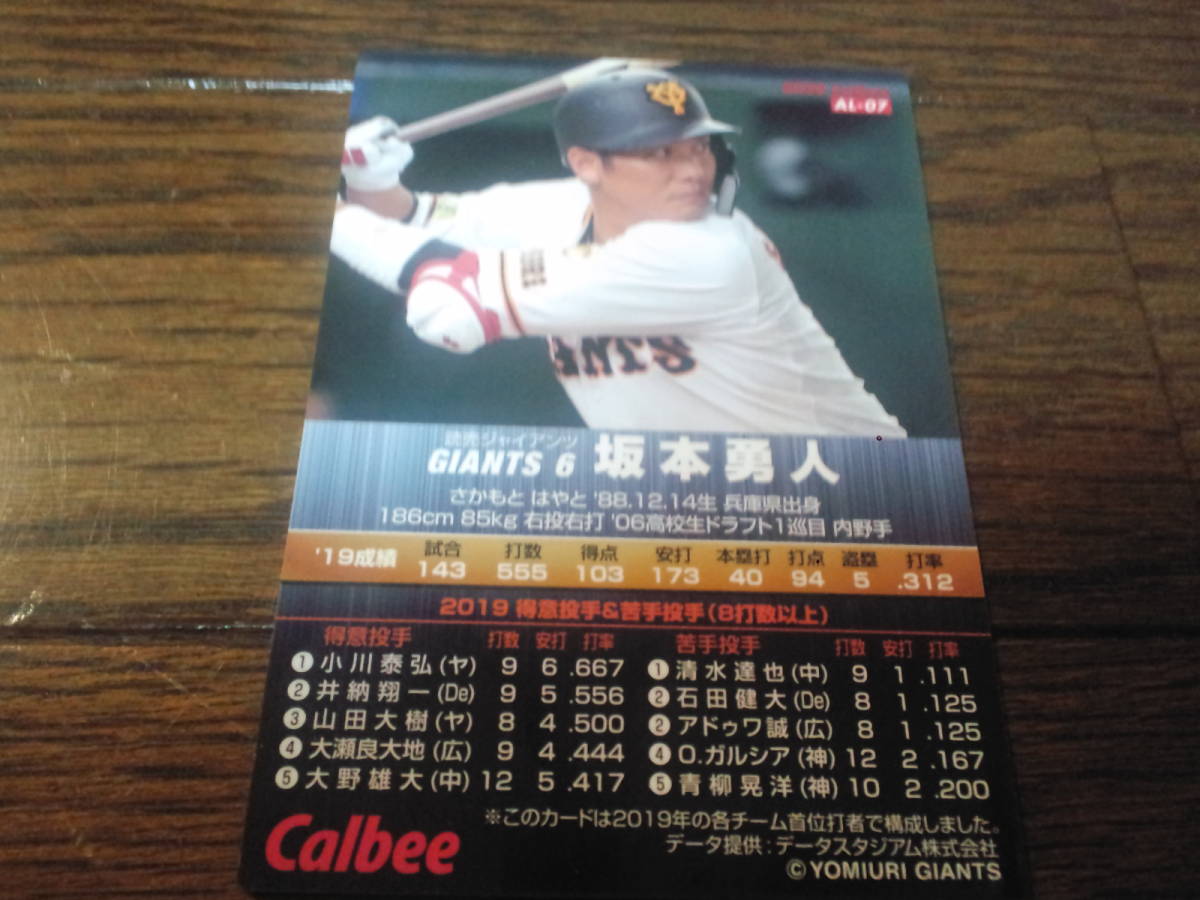 AL-07
ANTS
読売ジャイアンツ
GIANTS 6 坂本勇人
さかもと はやと '88.12.14生 兵庫県出身
186cm 85kg 右投右打 '06高校生ドラフト1巡目 内野手
'19成績 試合 打数 得点 安打 本塁打 打点 盗塁 打率
143 555 103 173 40 94 5 .312
2019 得意投手&苦手投手(8打数以上)
得意投手 打数 安打 打率
❶小川泰弘(ヤ) 9 6 .667
❷井納翔一(De) 9 5 .556
❸山田大樹(ヤ) 8 4 .500
❹大瀬良大地(広) 9 4 .444
❺大野雄大(中) 12 5 .417
苦手投手 打数 安打 打率
❶清水達也(中) 9 1 .111
❷石田健大(De) 8 1 .125
❷アドゥワ誠(広) 8 1 .125
❹O.ガルシア(神) 12 2 .167
❺青柳晃洋(神) 10 2 .200
Calbee
※このカードは2019年の各チーム首位打者で構成しました。
データ提供:データスタジアム株式会社
©YOMIURI GIANTS